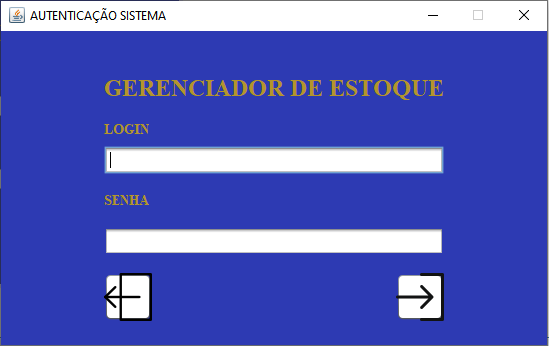 AUTENTICAÇÃO SISTEMA
GERENCIADOR DE ESTOQUE
LOGIN
SENHA